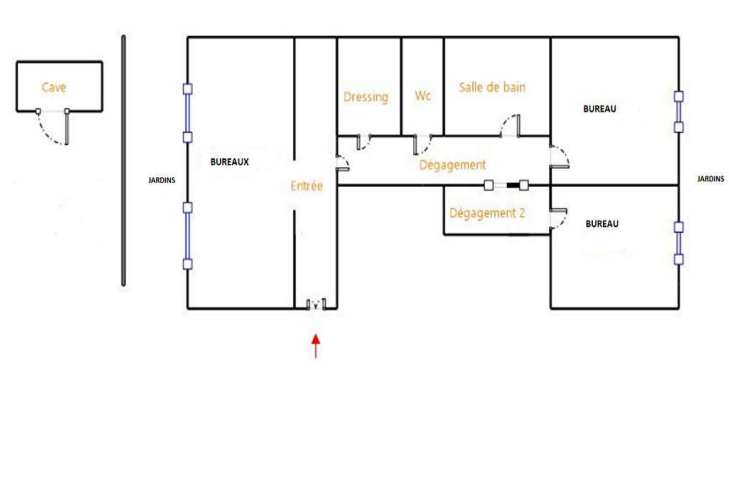 Cave
Dressing
Wc
Salle de bain
BUREAU
BUREAUX
Dégagement
JARDINS
Entrée
JARDINS
Dégagement 2
BUREAU